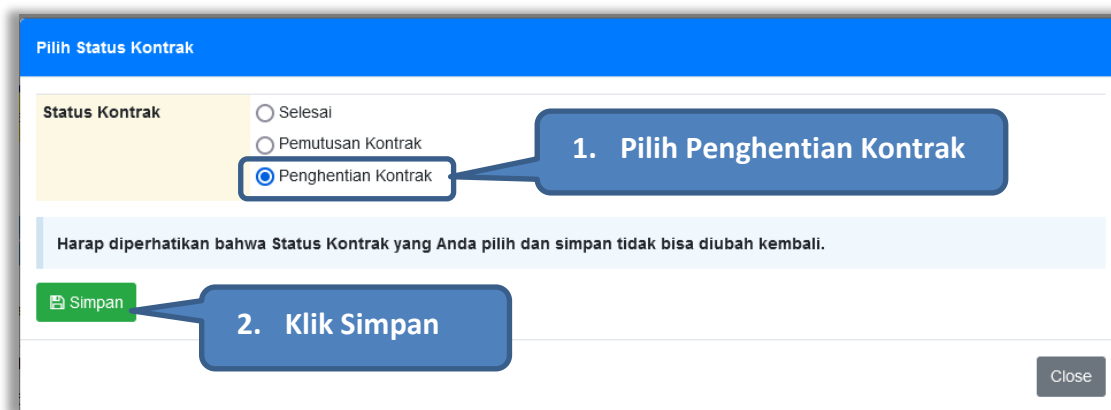 Pilih Status Kontrak
Status Kontrak
Selesai
Pemutusan Kontrak
Penghentian Kontrak
1. Pilih Penghentian Kontrak
Harap diperhatikan bahwa Status Kontrak yang Anda pilih dan simpan tidak bisa diubah kembali.
Simpan
2. Klik Simpan
Close